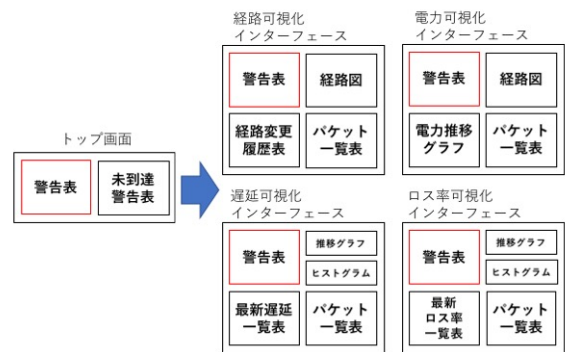 経路可視化
インターフェース
警告表
経路図
経路変更
履歴表
パケット
一覧表
電力可視化
インターフェース
警告表
経路図
電力推移
グラフ
パケット
一覧表
トップ画面
警告表
未到達
警告表
遅延可視化
インターフェース
警告表
推移グラフ
ヒストグラム
最新遅延
一覧表
パケット
一覧表
ロス率可視化
インターフェース
警告表
推移グラフ
ヒストグラム
最新
ロス率
一覧表
パケット
一覧表